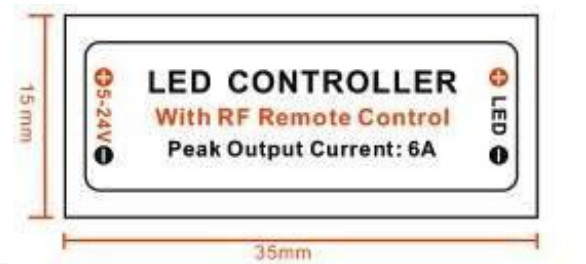 15mm
5-24V
LED CONTROLLER
With RF Remote Control
Peak Output Current: 6A
LED
35mm